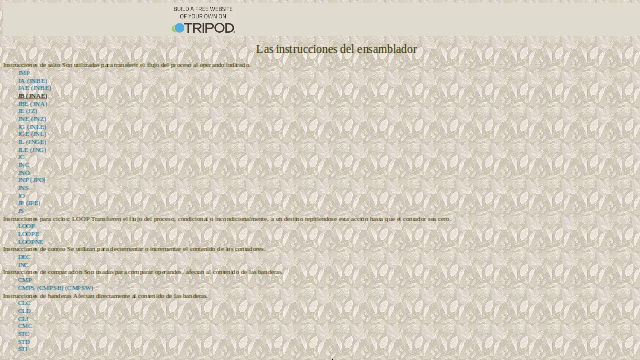 BUILD A FREE WEBSITE
OF YOUR OWN ON
TRIPOD
Las instrucciones del ensamblador
Instrucciones de salto Son utilizadas para transferir el flujo del proceso al operando indicado.
JMP
JA (JNBE)
JAE (JNBE)
JB (JNAE)
JBE (JNA)
JE (JZ)
JNE (JNZ)
JG (JNLE)
JGE (JNL)
JL (JNGE)
JLE (JNG)
JC
JNC
JNO
JNP (JPO)
JNS
JO
JP (JPE)
JS
Instrucciones para ciclos: LOOP Transfieren el flujo del proceso, condicional o incondicionalmente, a un destino repitiéndose esta acción hasta que el contador sea cero.
LOOP
LOOPE
LOOPNE
Instrucciones de conteo Se utilizan para decrementar o incrementar el contenido de los contadores.
DEC
INC
Instrucciones de comparación Son usadas para comparar operandos, afectan al contenido de las banderas.
CMP
CMPS (CMPSB) (CMPSW)
Instrucciones de banderas Afectan directamente al contenido de las banderas.
CLC
CLD
CLI
CMC
STC
STD
STI